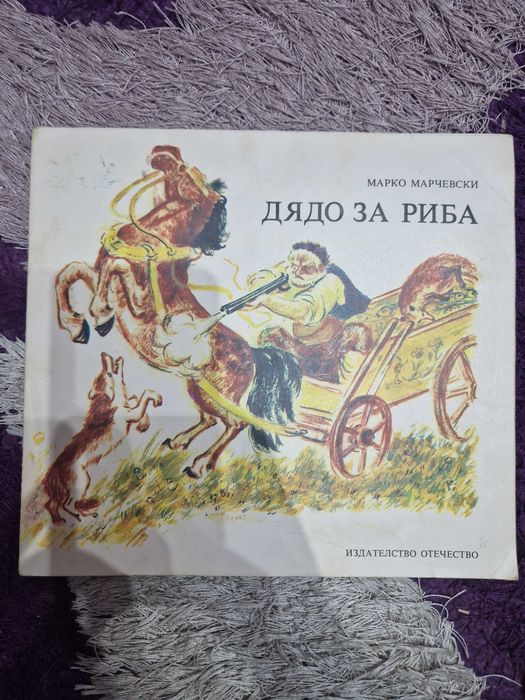 МАРКО МАРЧЕВСКИ
ДЯДО ЗА РИБА
ИЗДАТЕЛСТВО ОТЕЧЕСТВО